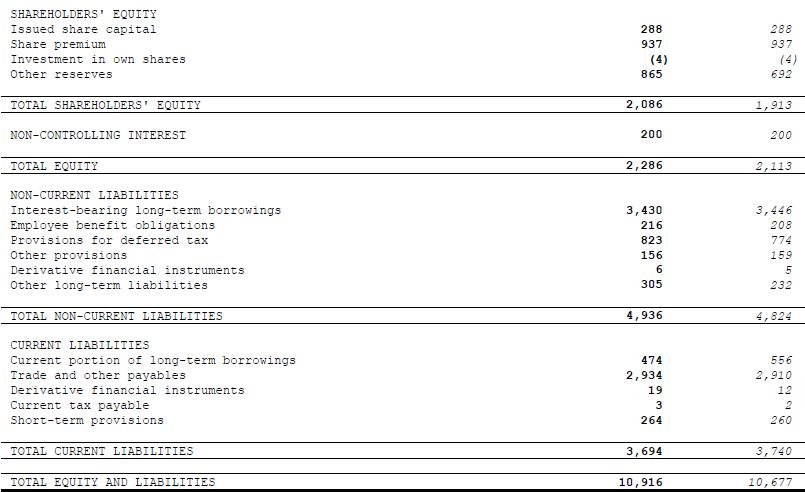 SHAREHOLDERS' EQUITY
Issued share capital 288 288
Share premium 937 937
Investment in own shares (4) (4)
Other reserves 865 692
TOTAL SHAREHOLDERS' EQUITY 2,086 1,913
NON-CONTROLLING INTEREST 200 200
TOTAL EQUITY 2,286 2,113
NON-CURRENT LIABILITIES
Interest-bearing long-term borrowings 3,430 3,446
Employee benefit obligations 216 208
Provisions for deferred tax 823 774
Other provisions 156 159
Derivative financial instruments 6 5
Other long-term liabilities 305 232
TOTAL NON-CURRENT LIABILITIES 4,936 4,824
CURRENT LIABILITIES
Current portion of long-term borrowings 474 556
Trade and other payables 2,934 2,910
Derivative financial instruments 19 12
Current tax payable 3 2
Short-term provisions 264 260
TOTAL CURRENT LIABILITIES 3,694 3,740
TOTAL EQUITY AND LIABILITIES 10,916 10,677